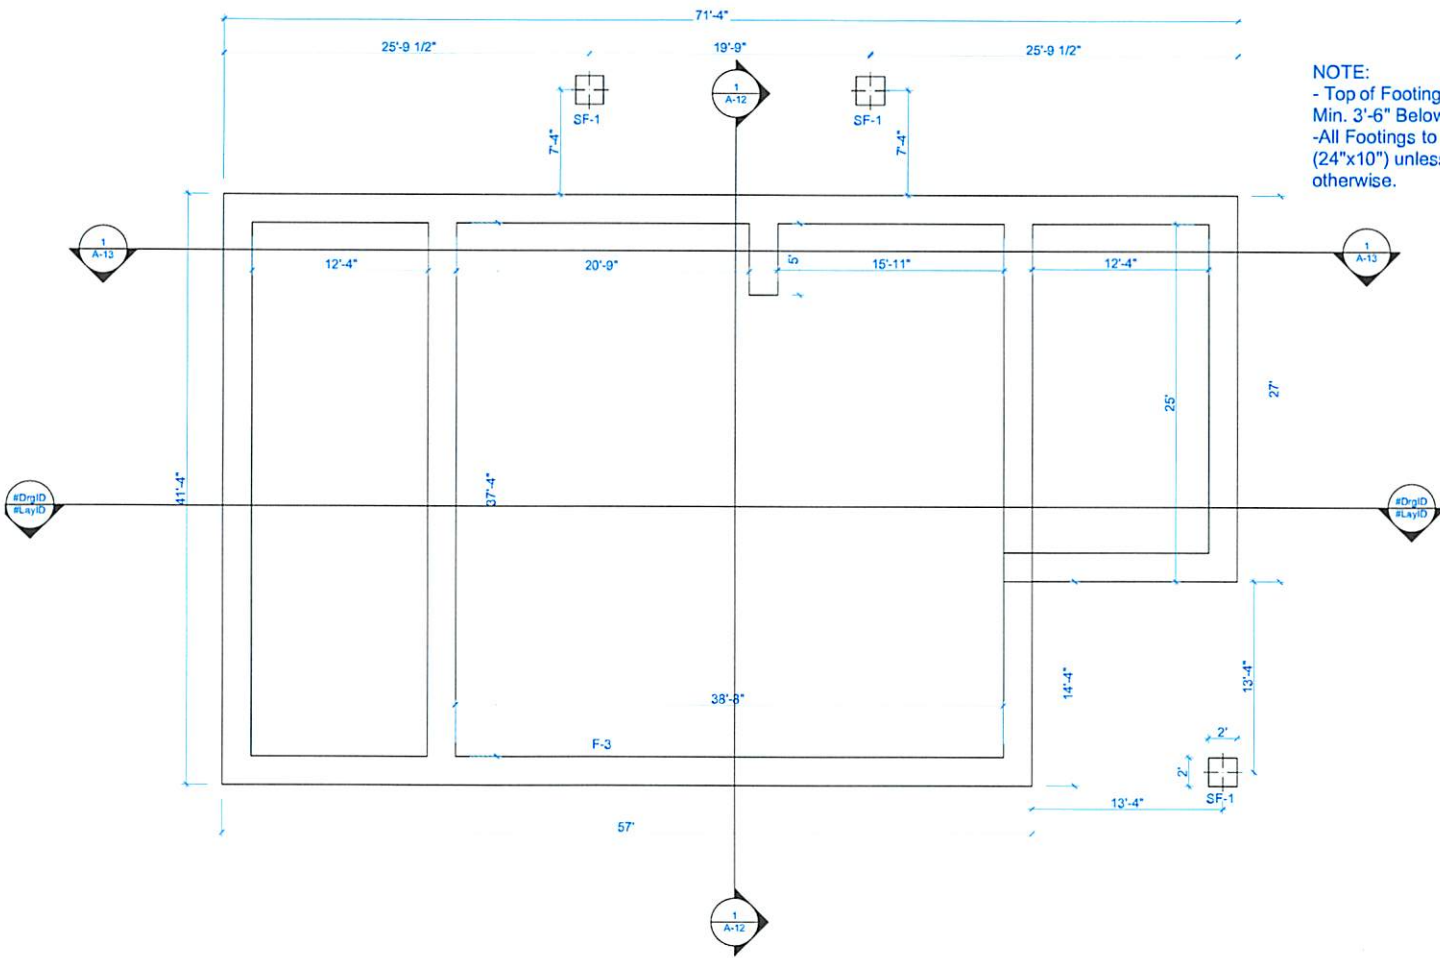 71'-4"
25'-9 1/2"
19'-9"
25'-9 1/2"
NOTE:
- Top of Footing
Min. 3'-6" Below
-All Footings to
(24"x10") unless
otherwise.
1
A-12
SF-1
SF-1
7'-4"
7'-4"
1
A-13
1
A-13
12'-4"
20'-9"
5'
15'-11"
12'-4"
27'
25'
41'-4"
37'-4"
#DrgID
#LayID
#DrgID
#LayID
38'-8"
14'-4"
13'-4"
F-3
2'
2'
SF-1
13'-4"
57'
1
A-12